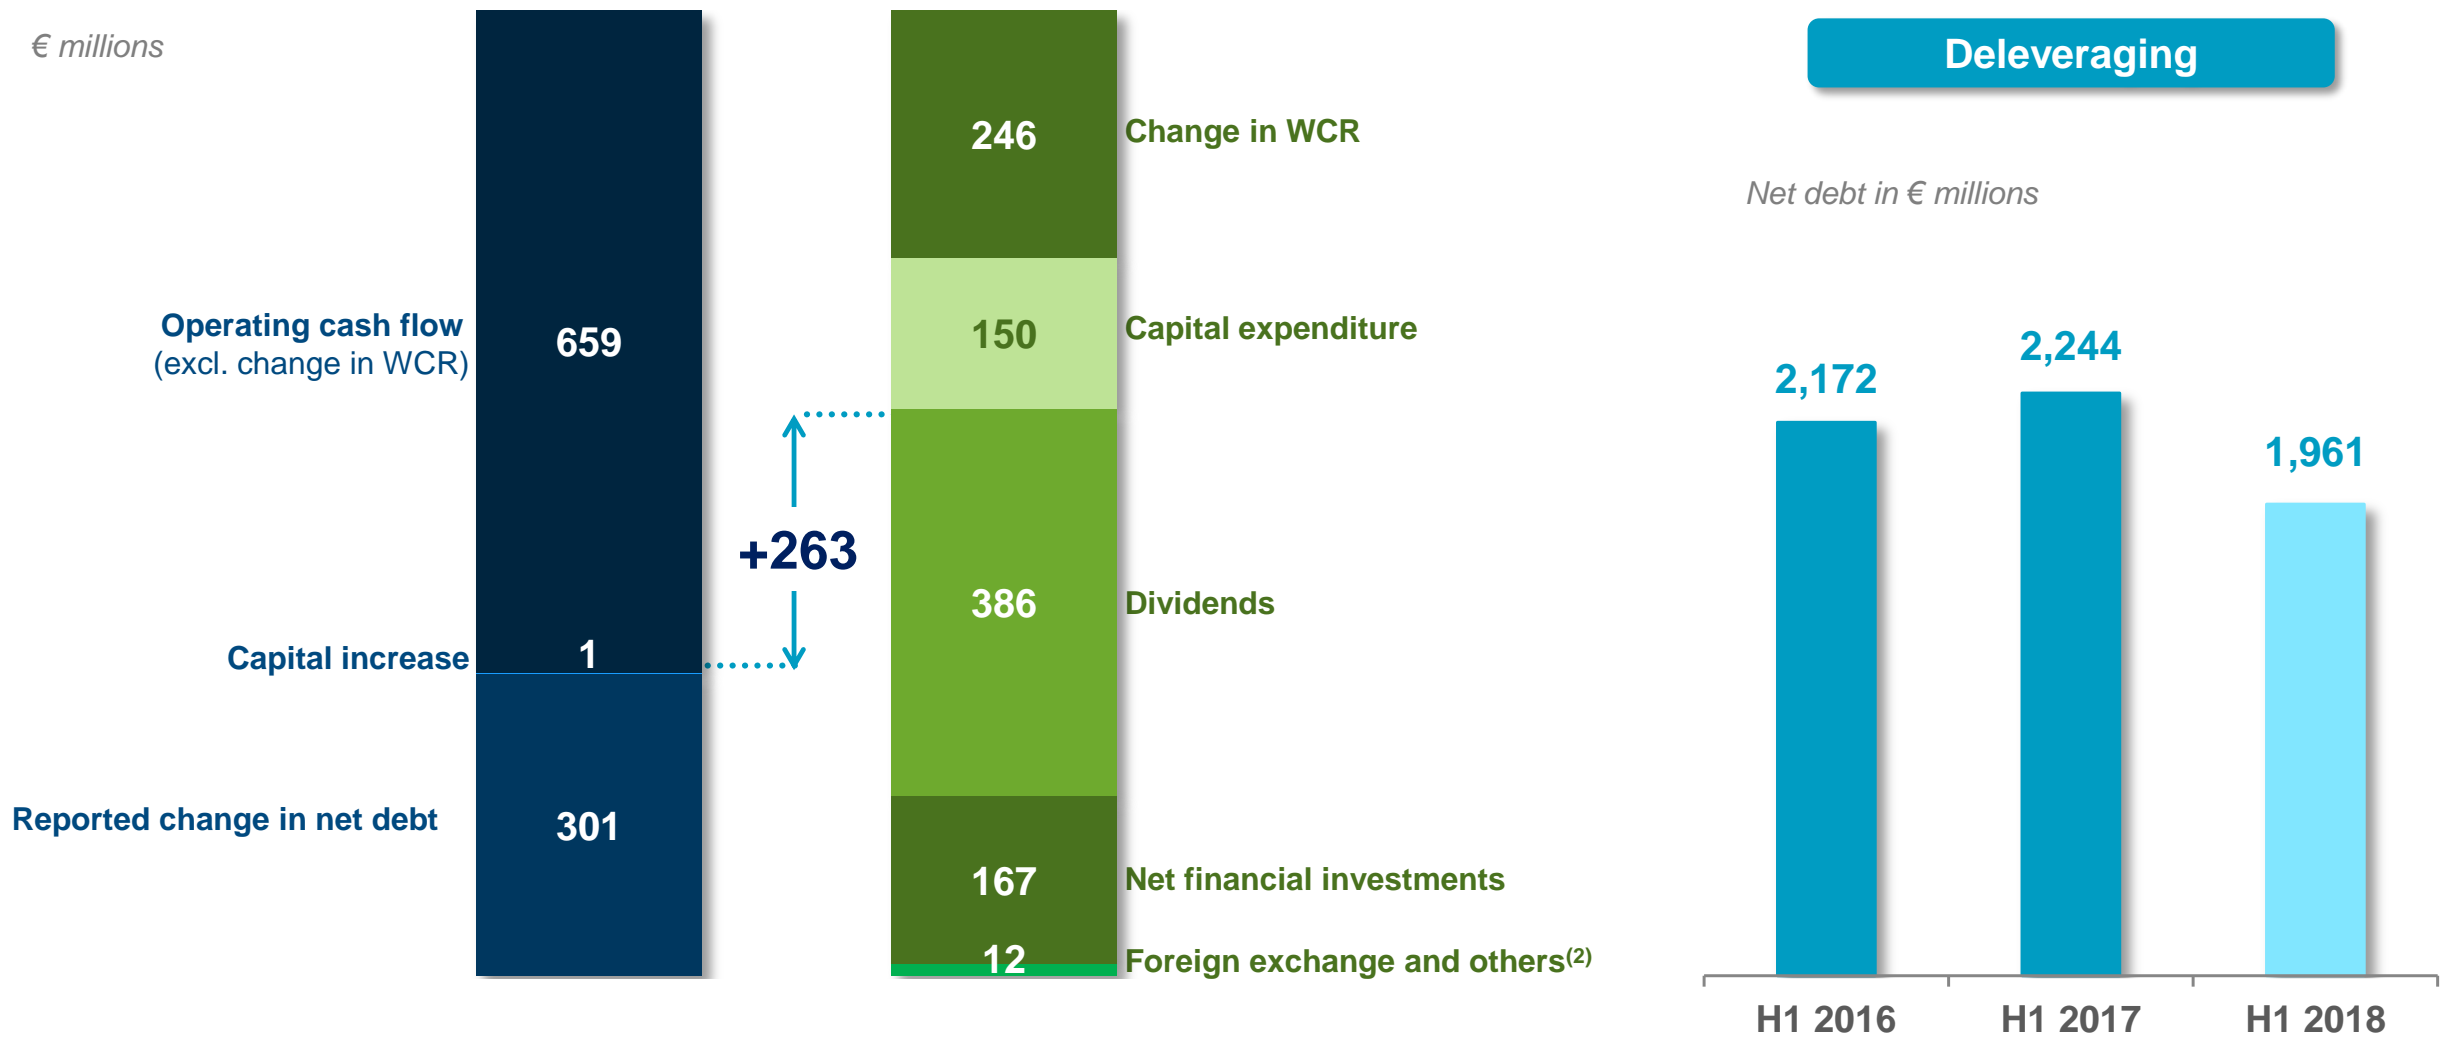 € millions
Operating cash flow
(excl. change in WCR)
659
Capital increase
1
Reported change in net debt
301
+263
246
Change in WCR
150
Capital expenditure
386
Dividends
167
Net financial investments
12
Foreign exchange and others(2)
Deleveraging
Net debt in € millions
2,172
2,244
1,961
H1 2016
H1 2017
H1 2018